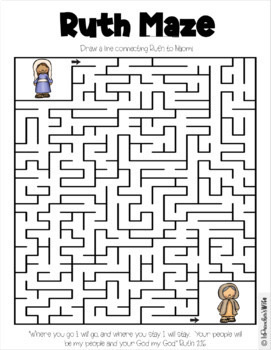 Ruth Maze
Draw a line connecting Ruth to Naomi
"Where you go I will go, and where you stay I will stay. Your people will
be my people and your God my God." Ruth 1:16